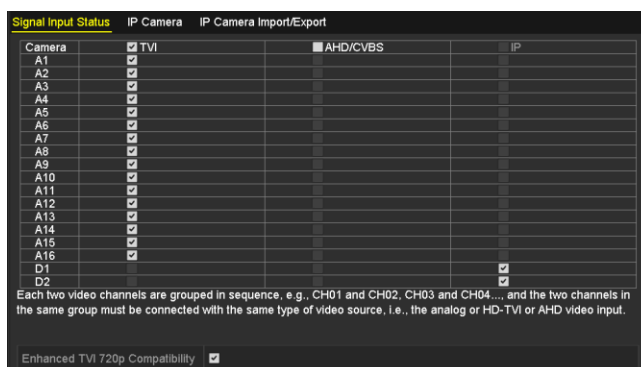 Signal Input Status IP Camera IP Camera Import/Export
Camera TVI AHD/CVBS IP
A1
A2
A3
A4
A5
A6
A7
A8
A9
A10
A11
A12
A13
A14
A15
A16
D1
D2
Each two video channels are grouped in sequence, e.g., CH01 and CH02, CH03 and CH04..., and the two channels in
the same group must be connected with the same type of video source, i.e., the analog or HD-TVI or AHD video input.
Enhanced TVI 720p Compatibility